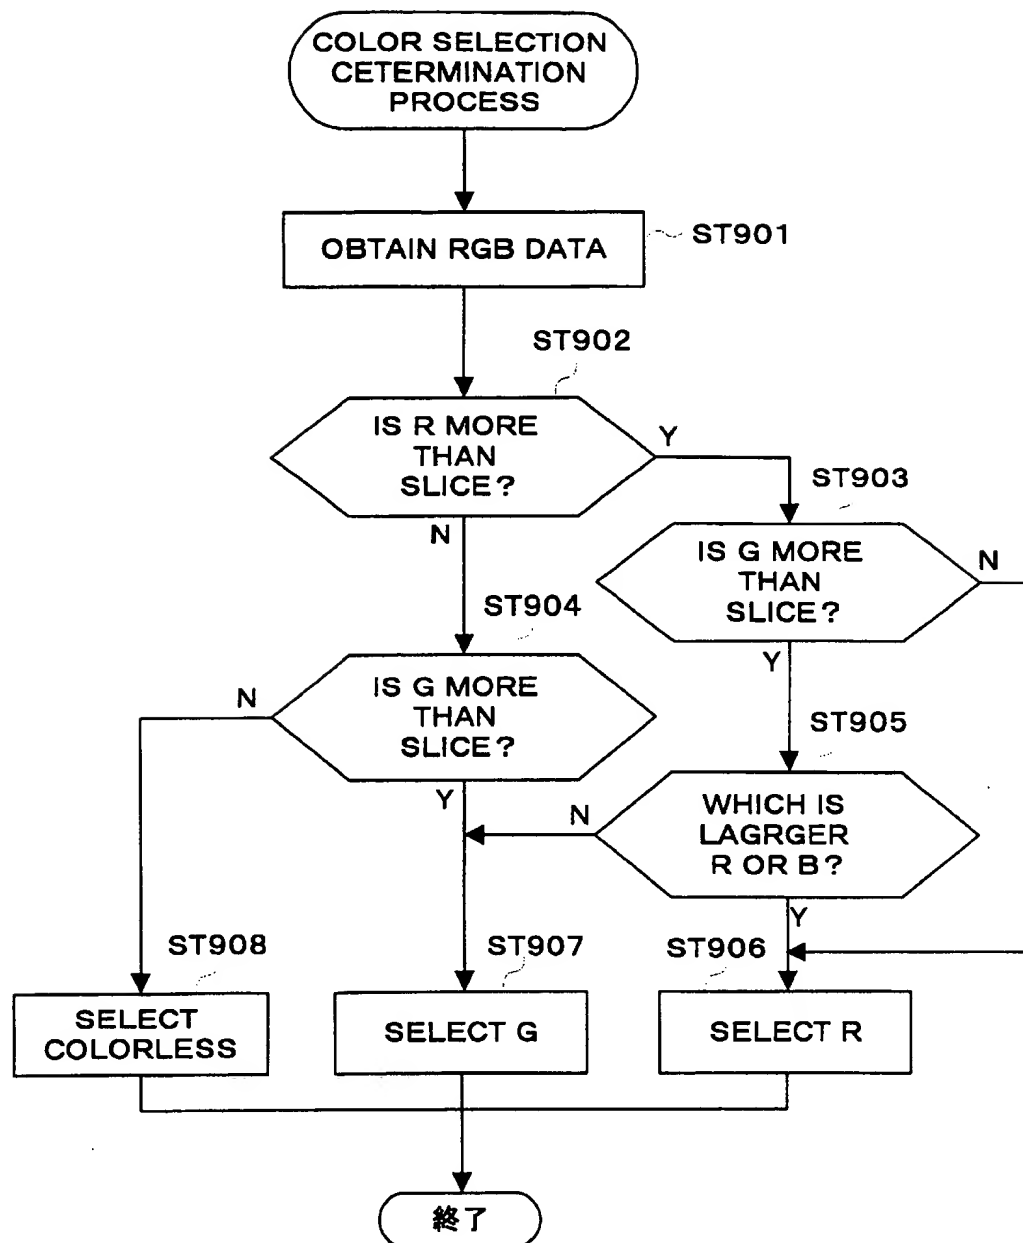 COLOR SELECTION
CETERMINATION
PROCESS
OBTAIN RGB DATA
ST901
ST902
IS R MORE
THAN
SLICE?
Y
N
ST903
IS G MORE
THAN
SLICE?
N
Y
ST904
IS G MORE
THAN
SLICE?
N
Y
ST905
WHICH IS
LAGRGER
R OR B?
N
Y
ST908
SELECT
COLORLESS
ST907
SELECT G
ST906
SELECT R
終了